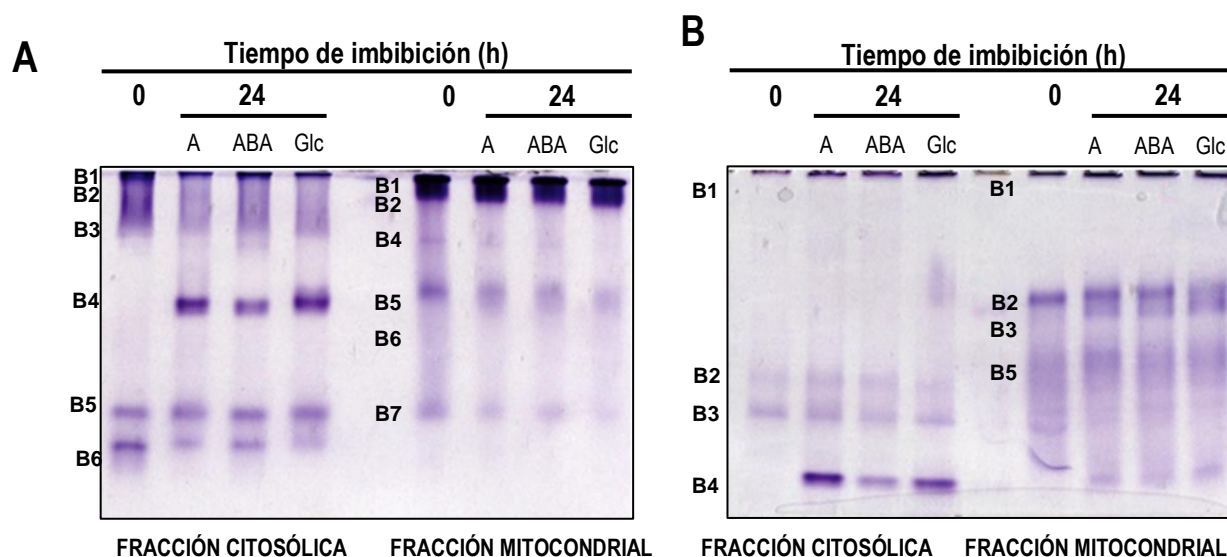 A
Tiempo de imbibición (h)
0 24 0 24
A ABA Glc A ABA Glc
B1
B2
B3
B4
B5
B6
B1
B2
B4
B5
B6
B7
FRACCIÓN CITOSÓLICA FRACCIÓN MITOCONDRIAL
B
Tiempo de imbibición (h)
0 24 0 24
A ABA Glc A ABA Glc
B1
B2
B3
B4
B1
B2
B3
B5
FRACCIÓN CITOSÓLICA FRACCIÓN MITOCONDRIAL